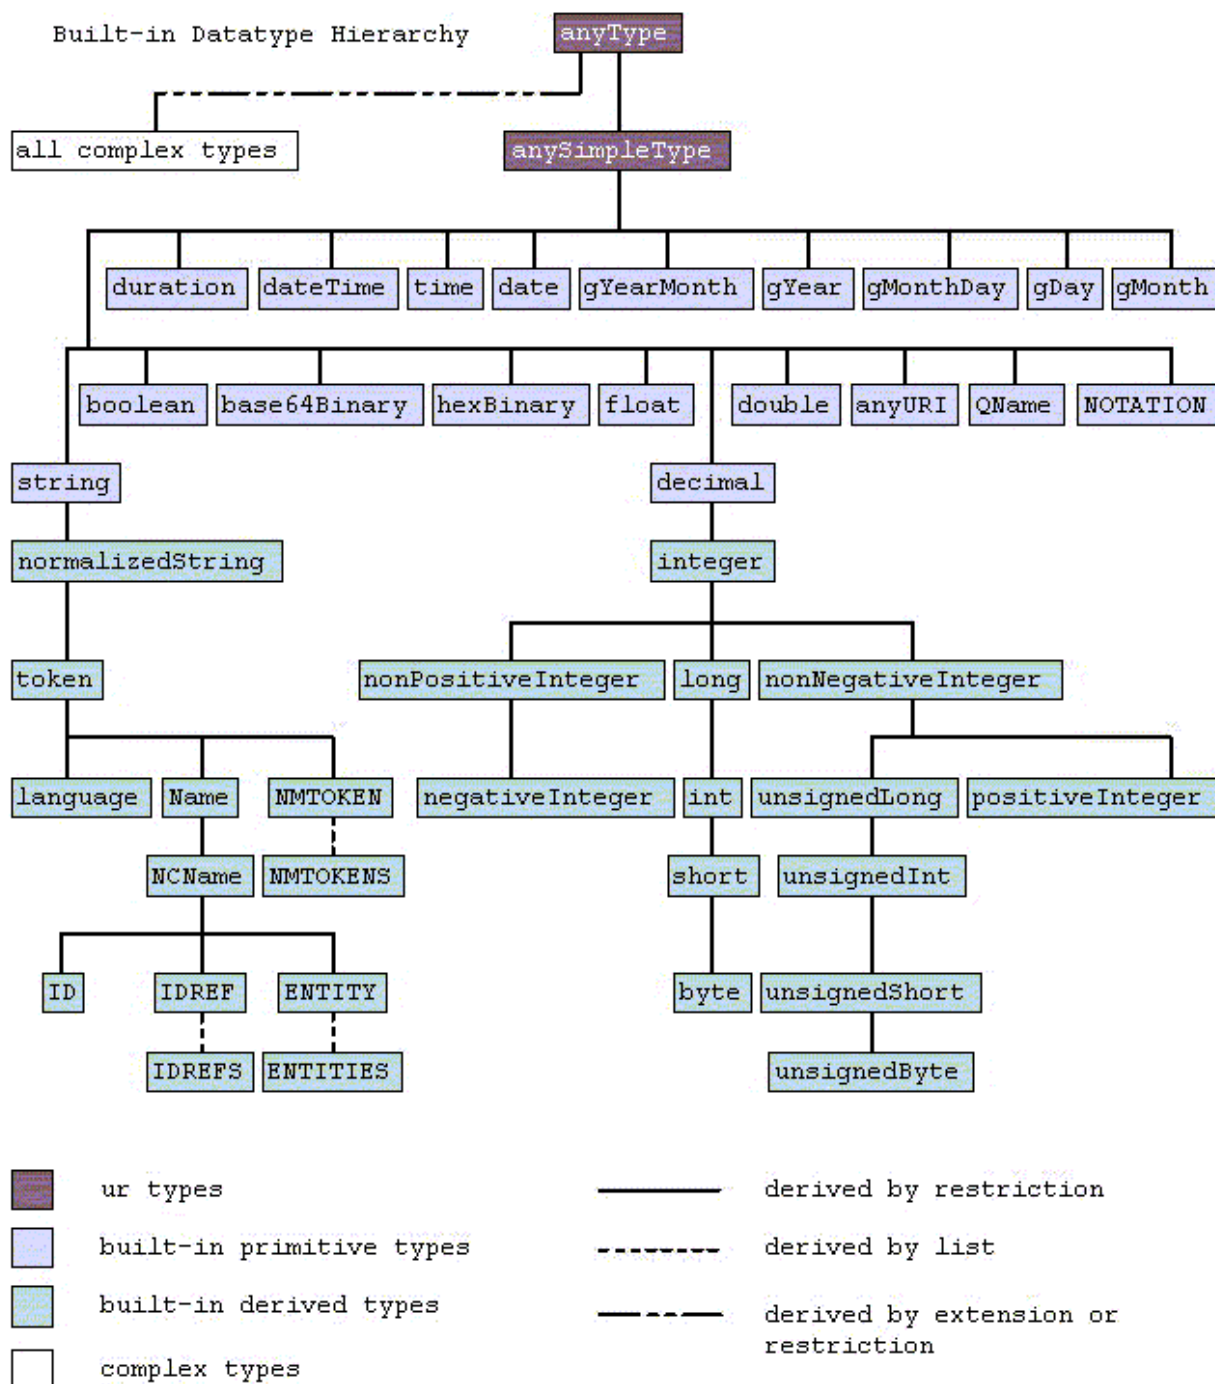 Built-in Datatype Hierarchy
anyType
all complex types
anySimpleType
duration
dateTime
time
date
gYearMonth
gYear
gMonthDay
gDay
gMonth
boolean
base64Binary
hexBinary
float
double
anyURI
QName
NOTATION
string
decimal
normalizedString
integer
token
nonPositiveInteger
long
nonNegativeInteger
language
Name
NMTOKEN
negativeInteger
int
unsignedLong
positiveInteger
NCName
NMTOKENS
short
unsignedInt
ID
IDREF
ENTITY
byte
unsignedShort
IDREFS
ENTITIES
unsignedByte
ur types
derived by restriction
built-in primitive types
derived by list
built-in derived types
derived by extension or
restriction
complex types